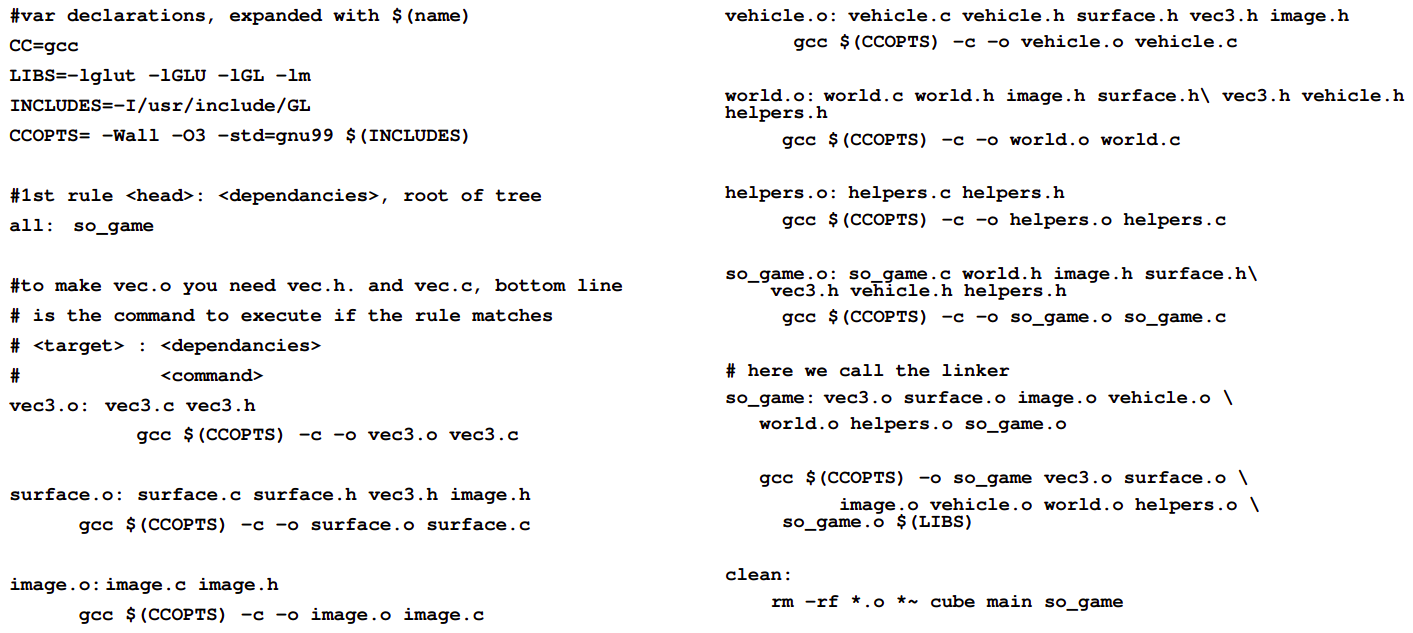 #var declarations, expanded with $(name)
CC=gcc
LIBS=-lglut -lGLU -lGL -lm
INCLUDES=-I/usr/include/GL
CCOPTS= -Wall -O3 -std=gnu99 $(INCLUDES)
#1st rule <head>: <dependancies>, root of tree
all: so_game
#to make vec.o you need vec.h. and vec.c, bottom line
# is the command to execute if the rule matches
# <target> : <dependancies>
# <command>
vec3.o: vec3.c vec3.h
gcc $(CCOPTS) -c -o vec3.o vec3.c
surface.o: surface.c surface.h vec3.h image.h
gcc $(CCOPTS) -c -o surface.o surface.c
image.o: image.c image.h
gcc $(CCOPTS) -c -o image.o image.c
vehicle.o: vehicle.c vehicle.h surface.h vec3.h image.h
gcc $(CCOPTS) -c -o vehicle.o vehicle.c
world.o: world.c world.h image.h surface.h\ vec3.h vehicle.h
helpers.h
gcc $(CCOPTS) -c -o world.o world.c
helpers.o: helpers.c helpers.h
gcc $(CCOPTS) -c -o helpers.o helpers.c
so_game.o: so_game.c world.h image.h surface.h\
vec3.h vehicle.h helpers.h
gcc $(CCOPTS) -c -o so_game.o so_game.c
# here we call the linker
so_game: vec3.o surface.o image.o vehicle.o \
world.o helpers.o so_game.o
gcc $(CCOPTS) -o so_game vec3.o surface.o \
image.o vehicle.o world.o helpers.o \
so_game.o $(LIBS)
clean:
rm -rf *.o *~ cube main so_game